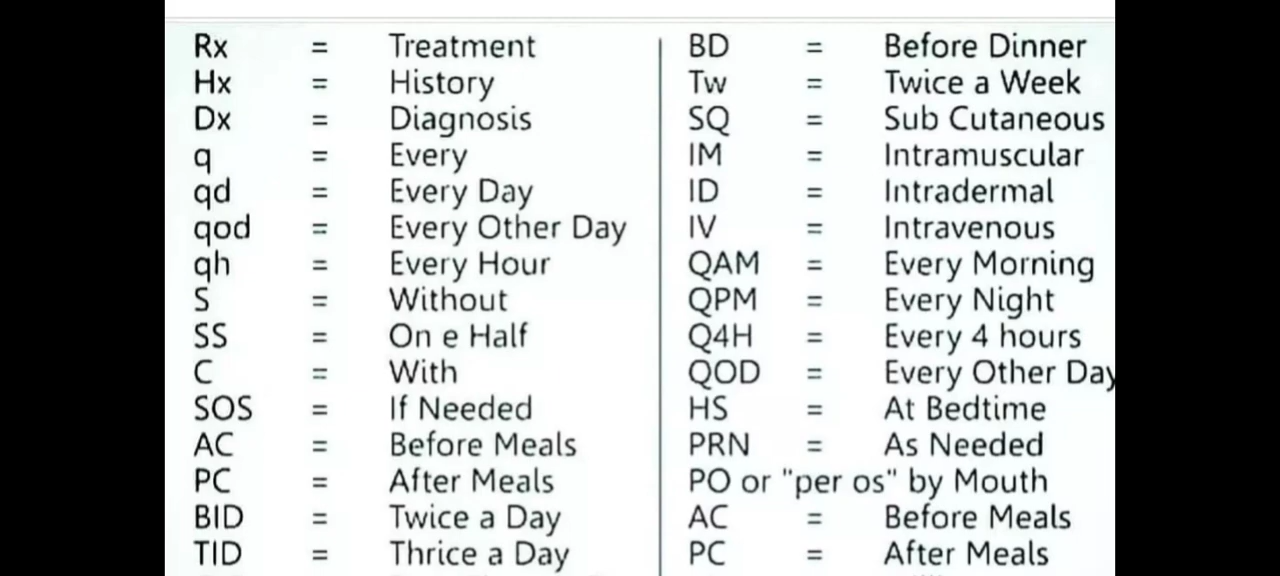 Rx = Treatment
Hx = History
Dx = Diagnosis
q = Every
qd = Every Day
qod = Every Other Day
qh = Every Hour
S = Without
SS = On e Half
C = With
SOS = If Needed
AC = Before Meals
PC = After Meals
BID = Twice a Day
TID = Thrice a Day
BD = Before Dinner
Tw = Twice a Week
SQ = Sub Cutaneous
IM = Intramuscular
ID = Intradermal
IV = Intravenous
QAM = Every Morning
QPM = Every Night
Q4H = Every 4 hours
QOD = Every Other Day
HS = At Bedtime
PRN = As Needed
PO or "per os" by Mouth
AC = Before Meals
PC = After Meals